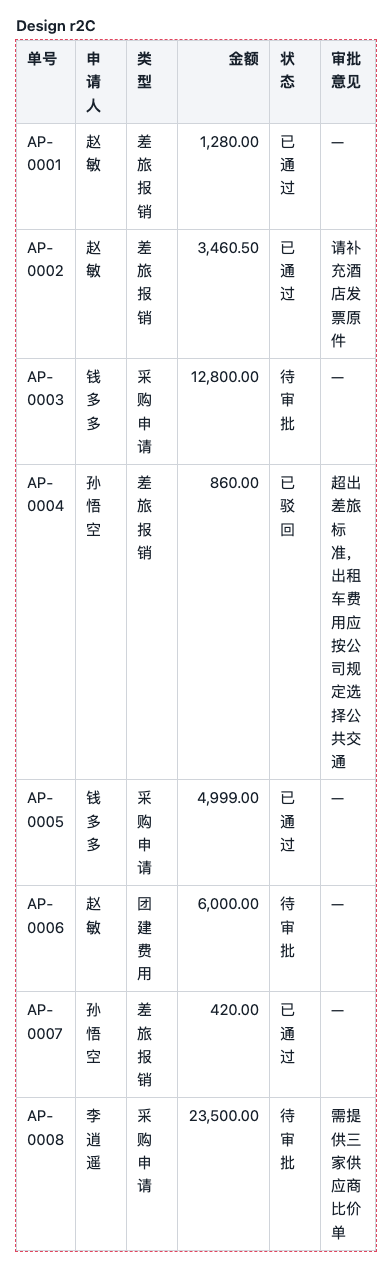 Design r2C
单号 申请人 类型 金额 状态 审批意见
AP-0001 赵敏 差旅报销 1,280.00 已通过 —
AP-0002 赵敏 差旅报销 3,460.50 已通过 请补充酒店发票原件
AP-0003 钱多多 采购申请 12,800.00 待审批 —
AP-0004 孙悟空 差旅报销 860.00 已驳回 超出差旅标准，出租车费用应按公司规定选择公共交通
AP-0005 钱多多 采购申请 4,999.00 已通过 —
AP-0006 赵敏 团建费用 6,000.00 待审批 —
AP-0007 孙悟空 差旅报销 420.00 已通过 —
AP-0008 李逍遥 采购申请 23,500.00 待审批 需提供三家供应商比价单